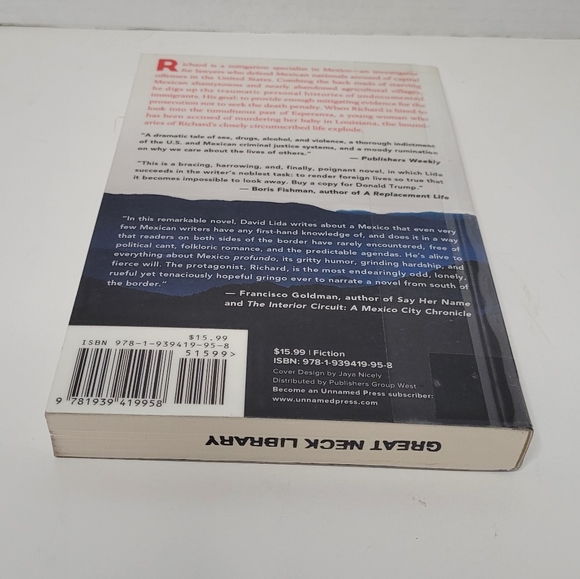 Richard is a mitigation specialist in Mexico—an investigator
for lawyers who defend Mexican nationals accused of capital
offenses in the United States. Combing the back roads of starving
Mexican shantytowns and nearly abandoned agricultural villages,
he digs up the traumatic personal histories of undocumented
immigrants. His goal: to provide enough mitigating evidence for the
prosecution not to seek the death penalty. When Richard is hired to
look into the tumultuous past of Esperanza, a young woman who
has been accused of murdering her baby in Louisiana, the bound-
aries of Richard's closely circumscribed life explode.
"A dramatic tale of sex, drugs, alcohol, and violence, a thorough indictment
of the U.S. and Mexican criminal justice systems, and a moody rumination
on why we care about the lives of others." — Publishers Weekly
"This is a bracing, harrowing, and, finally, poignant novel, in which Lida
succeeds in the writer's noblest task: to render foreign lives so true that
it becomes impossible to look away. Buy a copy for Donald Trump."
— Boris Fishman, author of A Replacement Life
"In this remarkable novel, David Lida writes about a Mexico that even very
few Mexican writers have any first-hand knowledge of, and does it in a way
that readers on both sides of the border have rarely encountered, free of
political cant, folkloric romance, and the predictable agendas. He's alive to
everything about Mexico profundo, its gritty humor, grinding hardship, and
fierce will. The protagonist, Richard, is the most endearingly odd, lonely,
rueful yet tenaciously hopeful gringo ever to narrate a novel from south of
the border."
— Francisco Goldman, author of Say Her Name
and The Interior Circuit: A Mexico City Chronicle
$15.99
ISBN 978-1-939419-95-8
51599>
9 781939 419958
$15.99 | Fiction
ISBN: 978-1-939419-95-8
Cover Design by Jaya Nicely
Distributed by Publishers Group West
Become an Unnamed Press subscriber:
www.unnamedpress.com
GREAT NECK LIBRARY